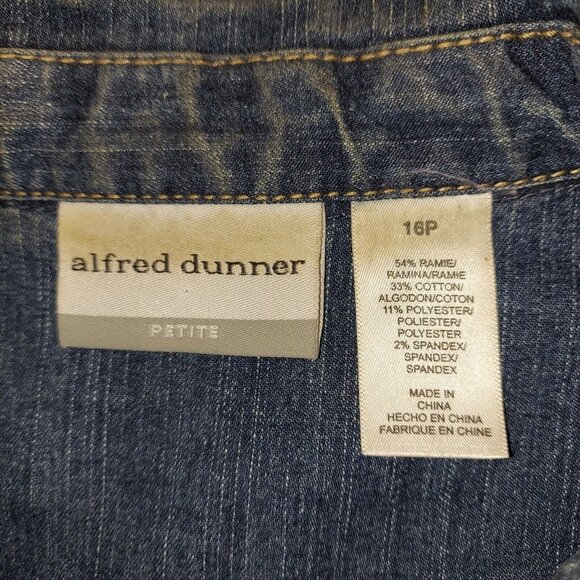 alfred dunner
PETITE
16P
54% RAMIE/
RAMINA/RAMIE
33% COTTON/
ALGODON/COTON
11% POLYESTER/
POLIESTER/
POLYESTER
2% SPANDEX/
SPANDEX/
SPANDEX
MADE IN
CHINA
HECHO EN CHINA
FABRIQUE EN CHINE